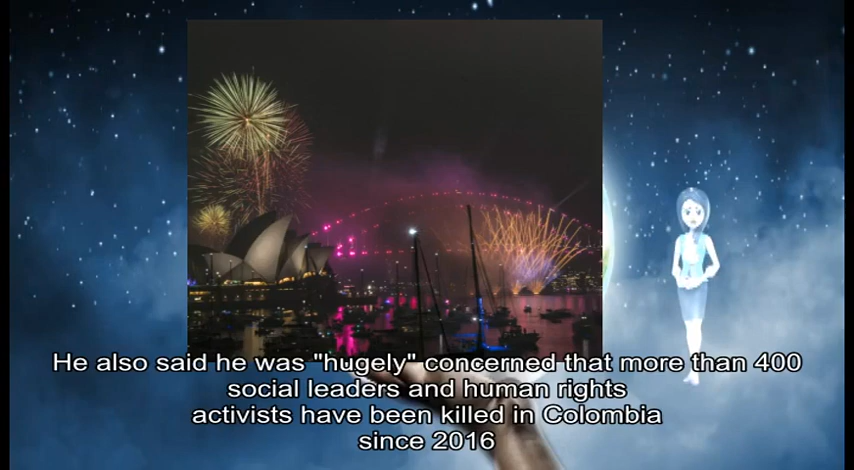 He also said he was "hugely" concerned that more than 400
social leaders and human rights
activists have been killed in Colombia
since 2016